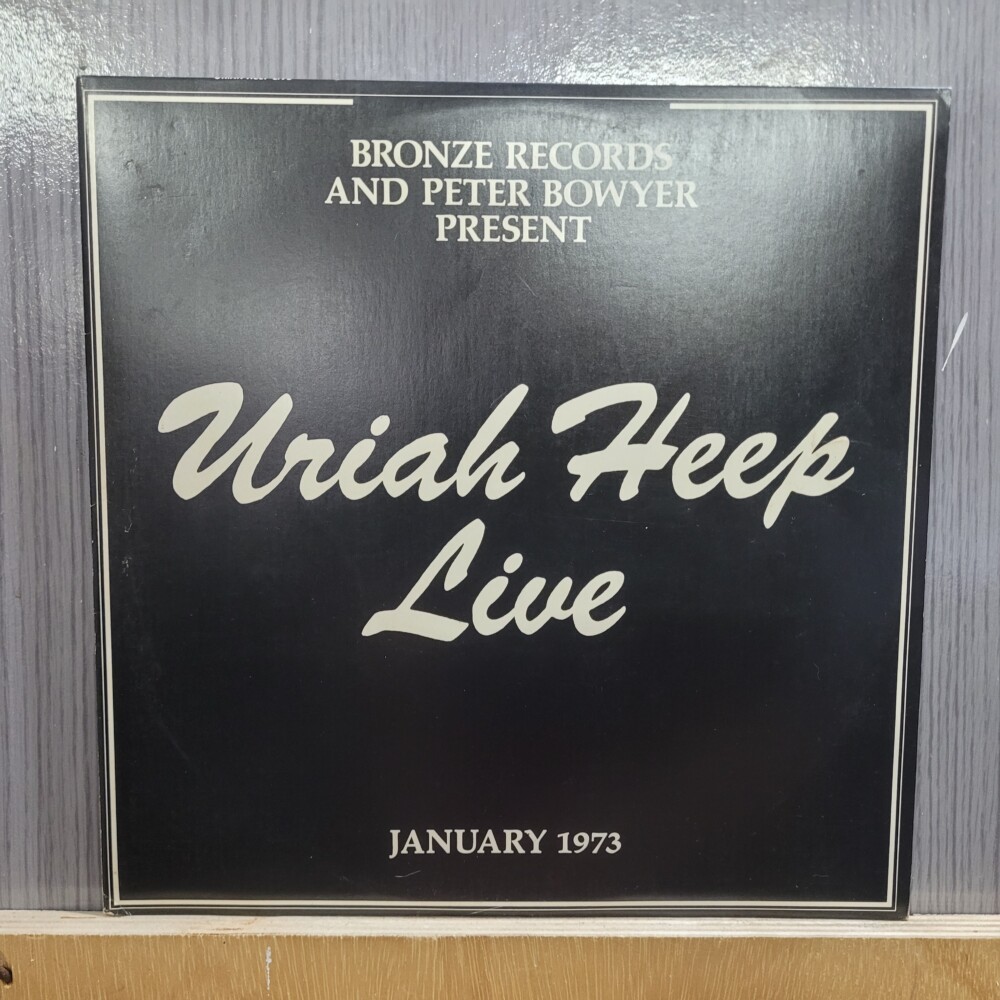 BRONZE RECORDS
AND PETER BOWYER
PRESENT
Uriah Heep
Live
JANUARY 1973